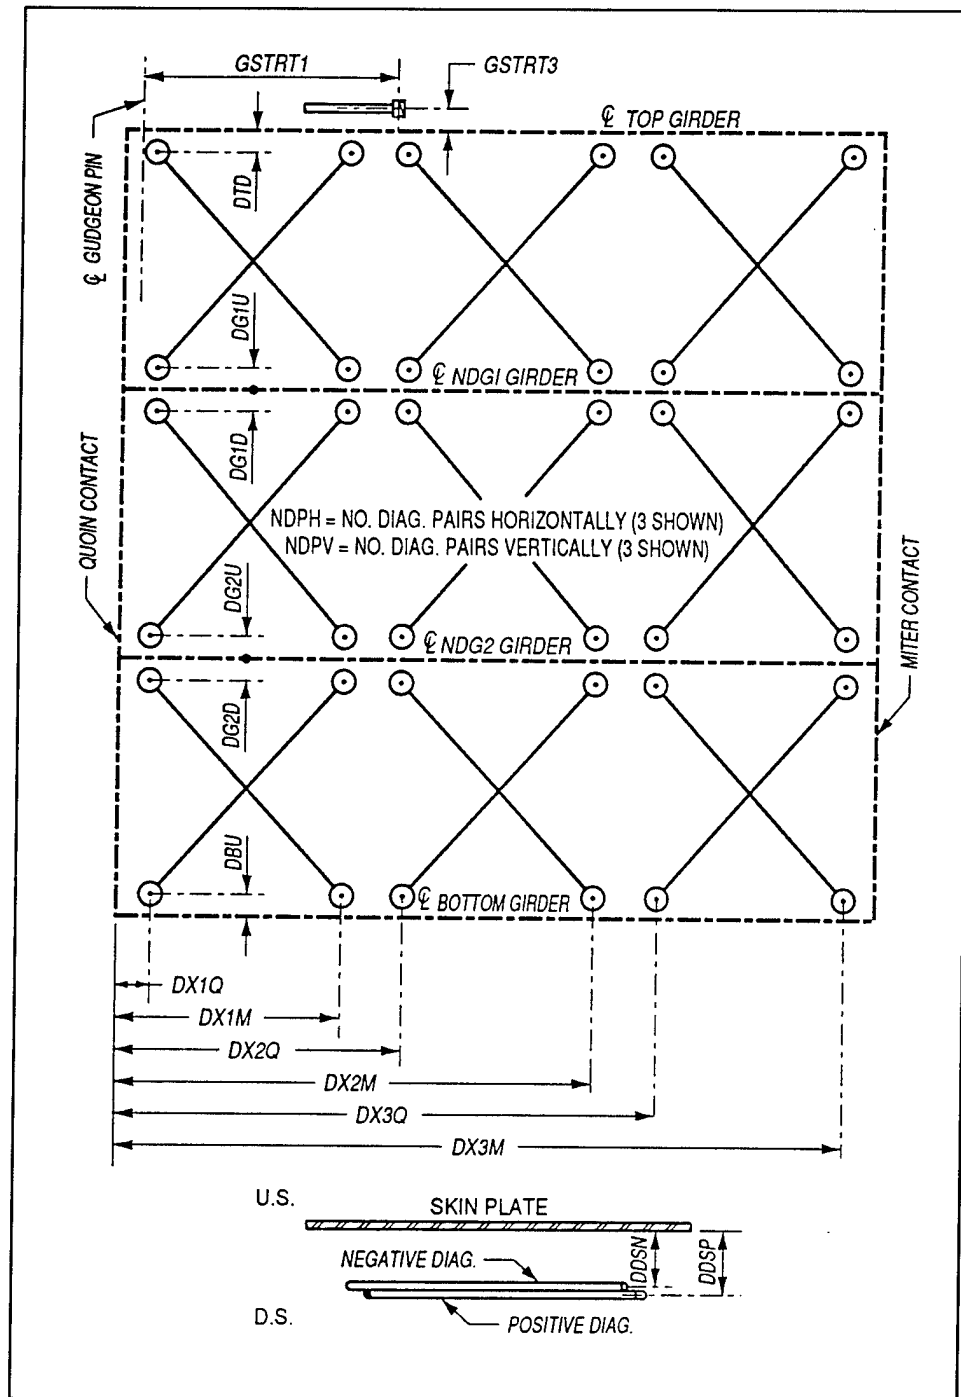 GSTRT1
GSTRT3
℄ TOP GIRDER
℄ GUDGEON PIN
DTD
DG1U
℄ NDG1 GIRDER
DG1D
QUOIN CONTACT
NDPH = NO. DIAG. PAIRS HORIZONTALLY (3 SHOWN)
NDPV = NO. DIAG. PAIRS VERTICALLY (3 SHOWN)
DG2U
℄ NDG2 GIRDER
MITER CONTACT
DG2D
DBU
℄ BOTTOM GIRDER
DX1Q
DX1M
DX2Q
DX2M
DX3Q
DX3M
U.S.
SKIN PLATE
NEGATIVE DIAG.
DDSN
DDSP
D.S.
POSITIVE DIAG.